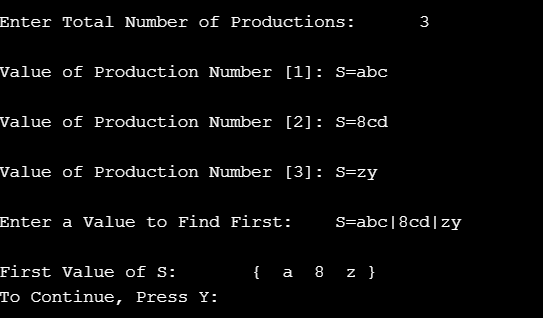 Enter Total Number of Productions: 3
Value of Production Number [1]: S=abc
Value of Production Number [2]: S=8cd
Value of Production Number [3]: S=zy
Enter a Value to Find First: S=abc|8cd|zy
First Value of S: { a 8 z }
To Continue, Press Y: